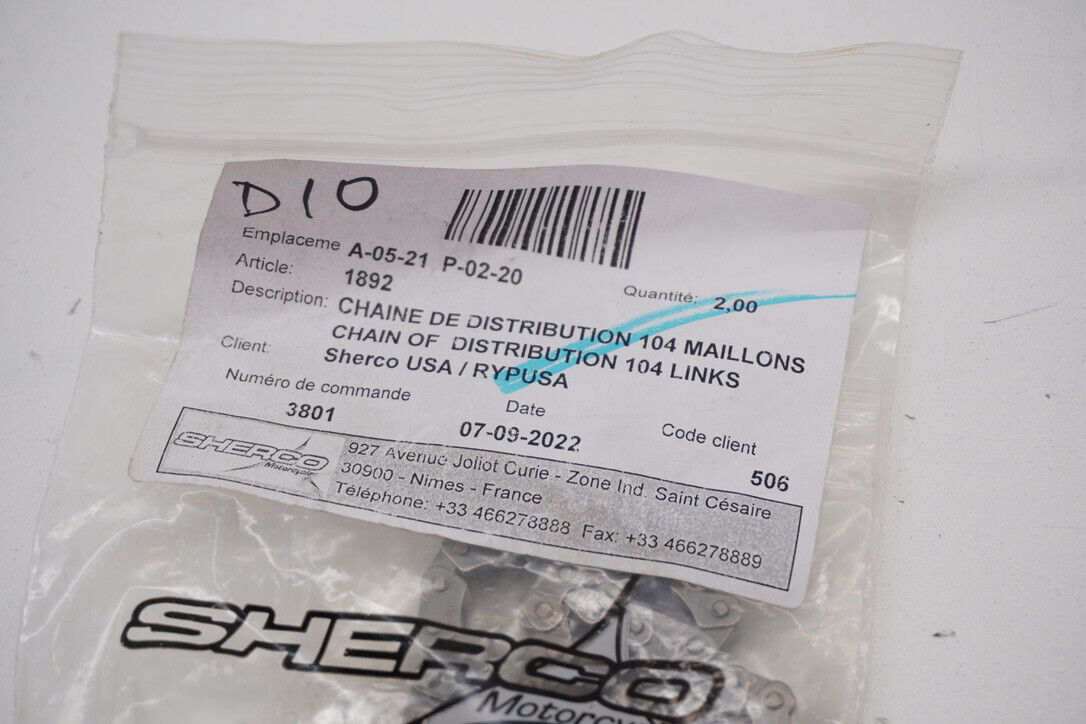 D10
Emplaceme A-05-21 P-02-20
Article: 1892
Quantité: 2,00
Description: CHAINE DE DISTRIBUTION 104 MAILLONS
CHAIN OF DISTRIBUTION 104 LINKS
Client: Sherco USA / RYPUSA
Numéro de commande Date Code client
3801 07-09-2022 506
SHERCO
Motorcycles
927 Avenue Joliot Curie - Zone Ind. Saint Césaire
30900 - Nimes - France
Téléphone: +33 466278888 Fax: +33 466278889
SHERCO
Motorcy